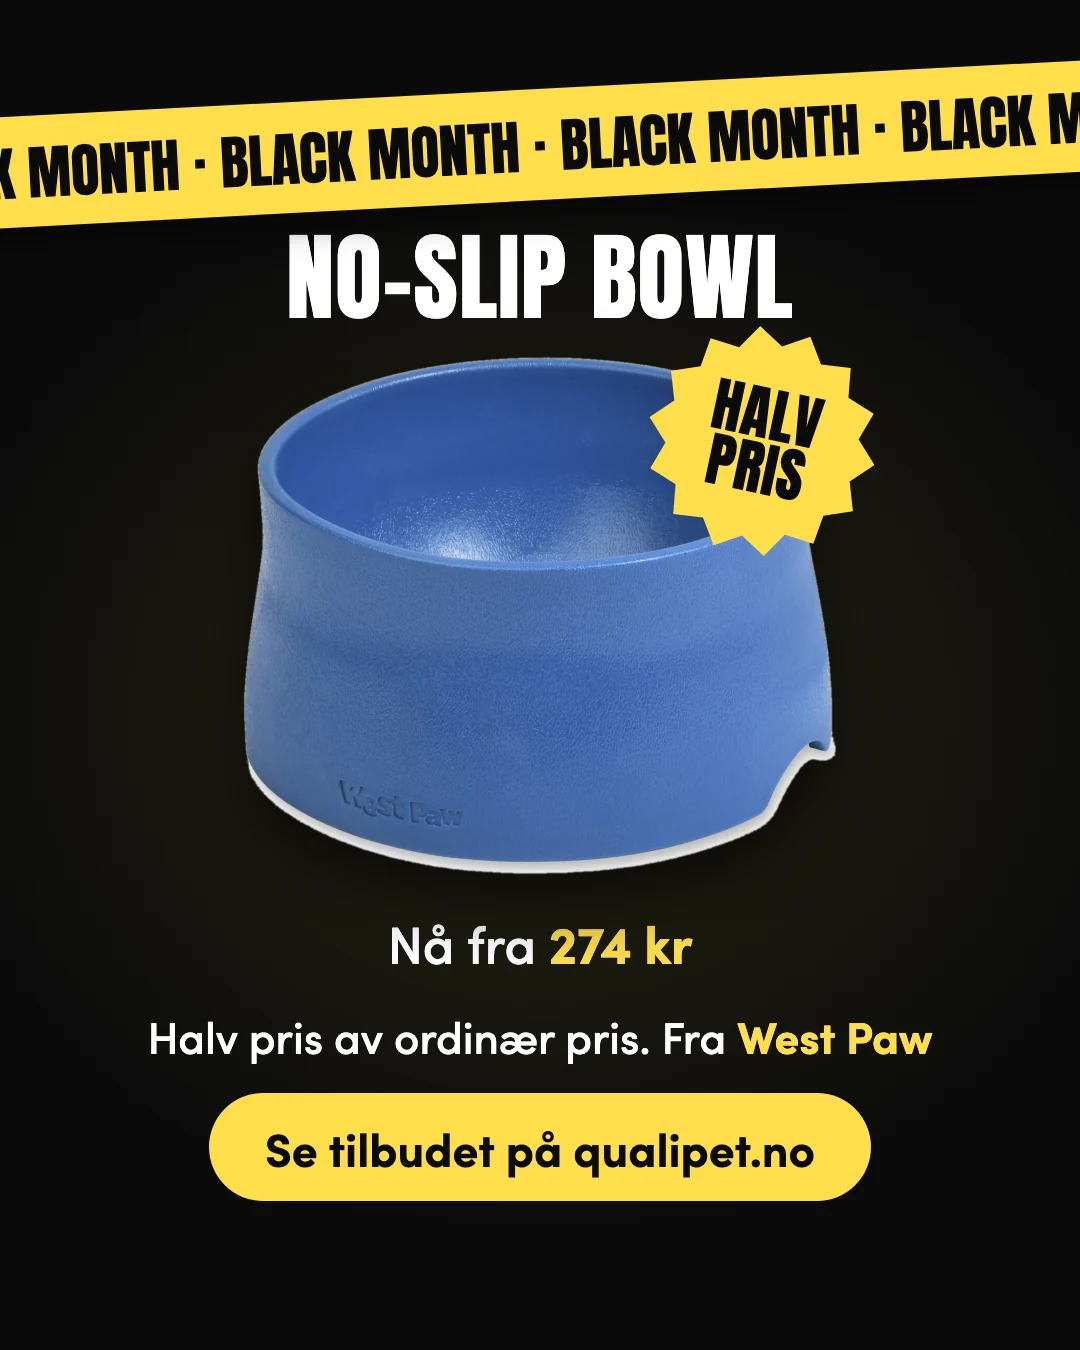 K MONTH · BLACK MONTH · BLACK MONTH · BLACK M
NO-SLIP BOWL
HALV
PRIS
West Paw
Nå fra 274 kr
Halv pris av ordinær pris. Fra West Paw
Se tilbudet på qualipet.no